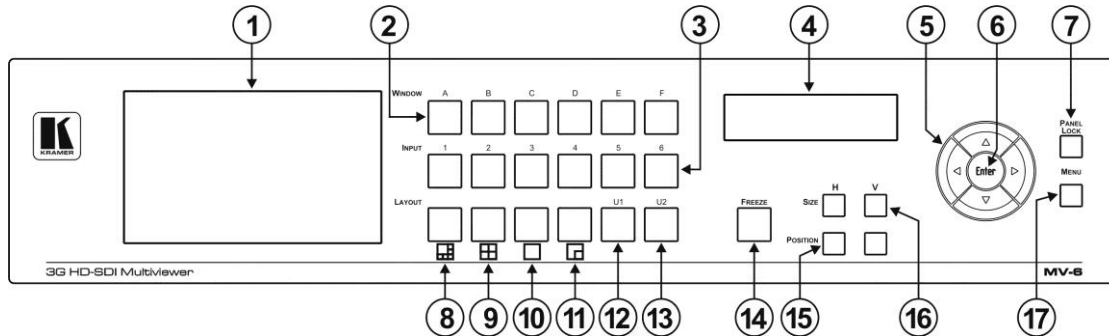 1 2 3 4 5 6 7
WINDOW A B C D E F
K
KRAMER
INPUT 1 2 3 4 5 6
PANEL
LOCK
Enter
MENU
LAYOUT U1 U2 FREEZE SIZE H V
POSITION
3G HD-SDI Multiviewer MV-6
8 9 10 11 12 13 14 15 16 17